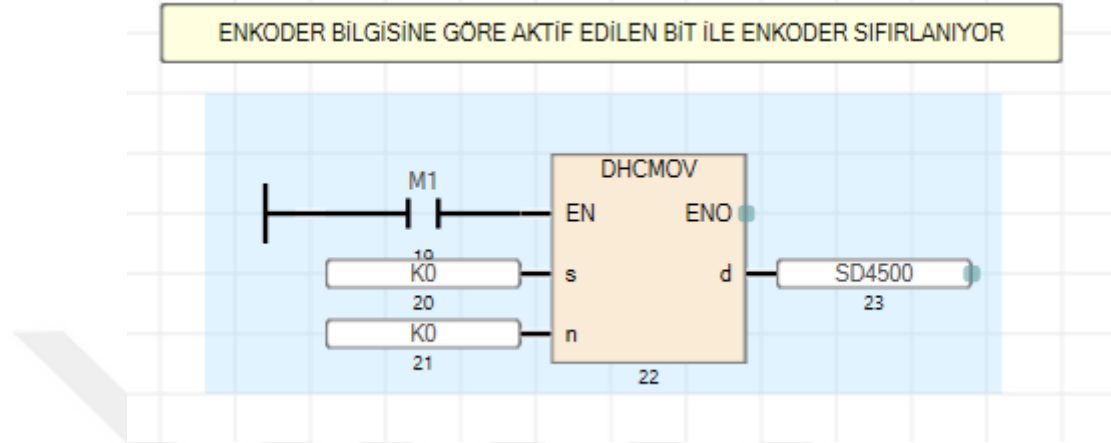 ENKODER BİLGİSİNE GÖRE AKTİF EDİLEN BİT İLE ENKODER SIFIRLANIYOR
DHCMOV
M1
EN ENO
19
K0 s d SD4500
20 23
K0 n
21 22